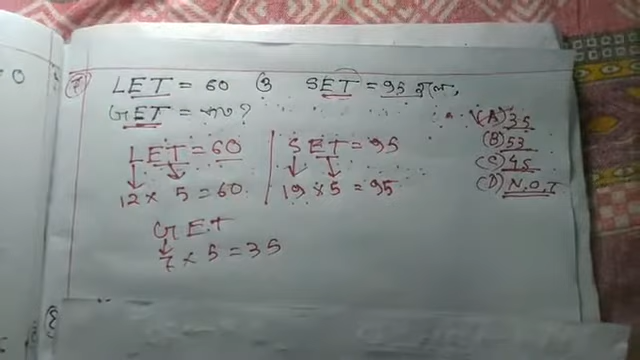 0
(7) LET = 60 ও SET = 95 হলে,
GET = কত?
(A) 35
(B) 53
(C) 45
(D) N.O.T
LET = 60
12 × 5 = 60
SET = 95
19 × 5 = 95
GET
7 × 5 = 35